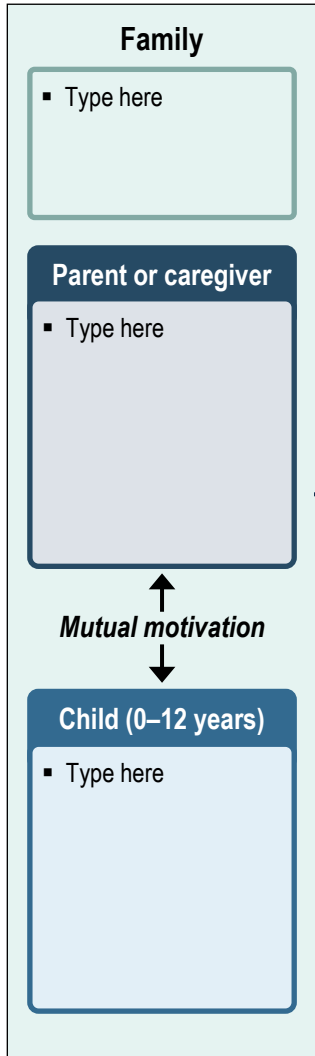 Family
▪ Type here
Parent or caregiver
▪ Type here
Mutual motivation
Child (0–12 years)
▪ Type here